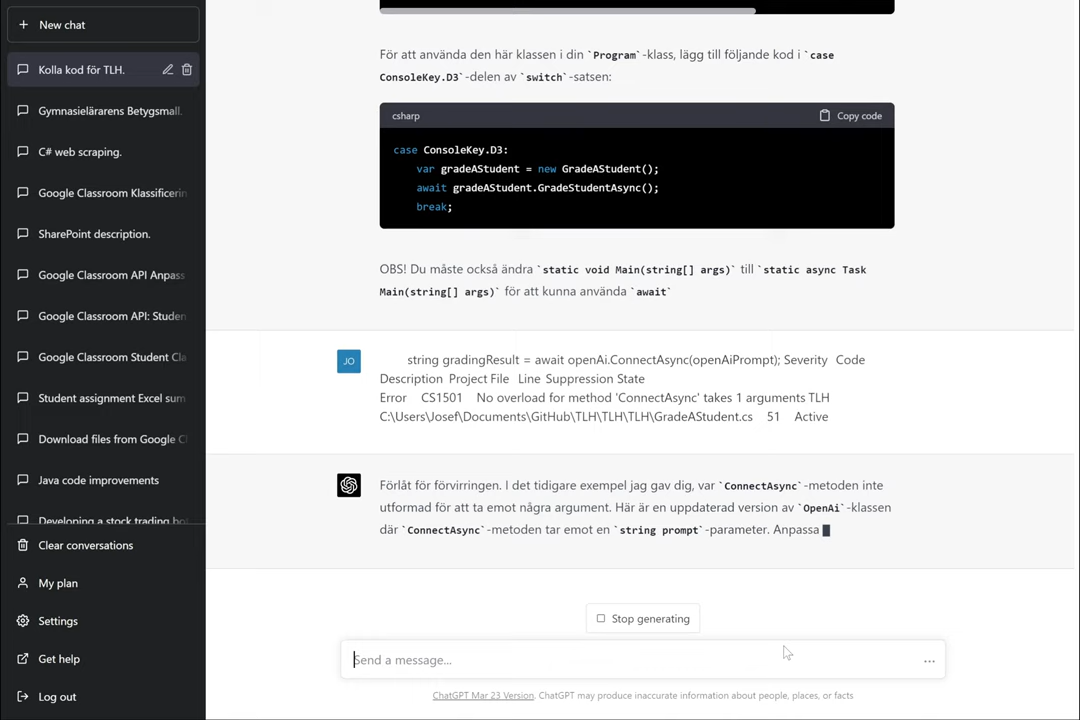 New chat
Kolla kod för TLH.
Gymnasielärarens Betygsmall.
C# web scraping.
Google Classroom Klassificerin
SharePoint description.
Google Classroom API Anpass
Google Classroom API: Studen
Google Classroom Student Cla
Student assignment Excel sum
Download files from Google Cl
Java code improvements
Developing a stock trading bot
Clear conversations
My plan
Settings
Get help
Log out
För att använda den här klassen i din `Program`-klass, lägg till följande kod i `case
ConsoleKey.D3`-delen av `switch`-satsen:
csharp
Copy code
case ConsoleKey.D3:
var gradeAStudent = new GradeAStudent();
await gradeAStudent.GradeStudentAsync();
break;
OBS! Du måste också ändra `static void Main(string[] args)` till `static async Task
Main(string[] args)` för att kunna använda `await`
JO
string gradingResult = await openAi.ConnectAsync(openAiPrompt); Severity Code
Description Project File Line Suppression State
Error CS1501 No overload for method 'ConnectAsync' takes 1 arguments TLH
C:\Users\Josef\Documents\GitHub\TLH\TLH\TLH\GradeAStudent.cs 51 Active
Förlåt för förvirringen. I det tidigare exempel jag gav dig, var `ConnectAsync`-metoden inte
utformad för att ta emot några argument. Här är en uppdaterad version av `OpenAi`-klassen
där `ConnectAsync`-metoden tar emot en `string prompt`-parameter. Anpassa
Stop generating
Send a message...
ChatGPT Mar 23 Version. ChatGPT may produce inaccurate information about people, places, or facts